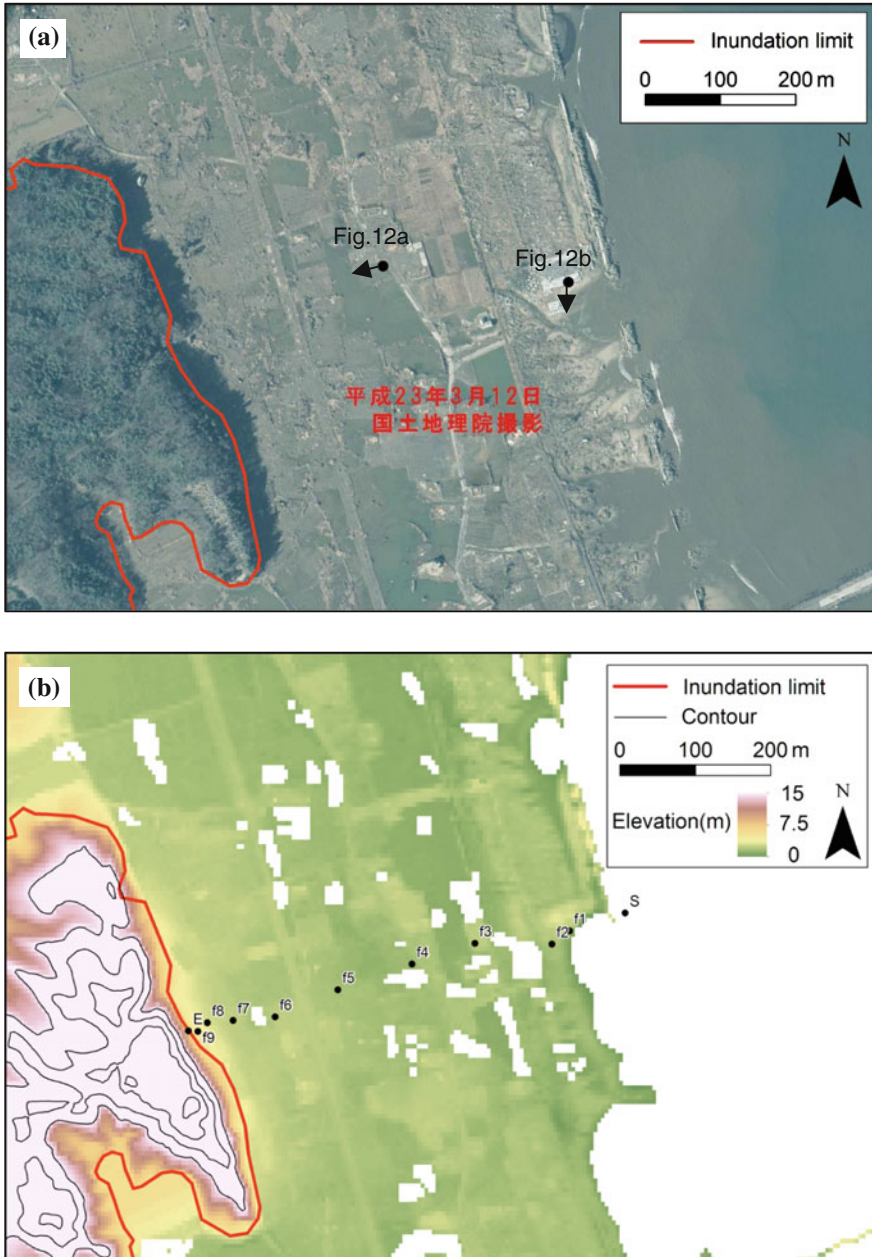 (a)
Inundation limit
0 100 200 m
N
Fig.12a
Fig.12b
平成23年3月12日
国土地理院撮影
(b)
Inundation limit
Contour
0 100 200 m
N
Elevation(m)
15
7.5
0
S
f1
f2
f3
f4
f5
f6
f7
f8
E
f9